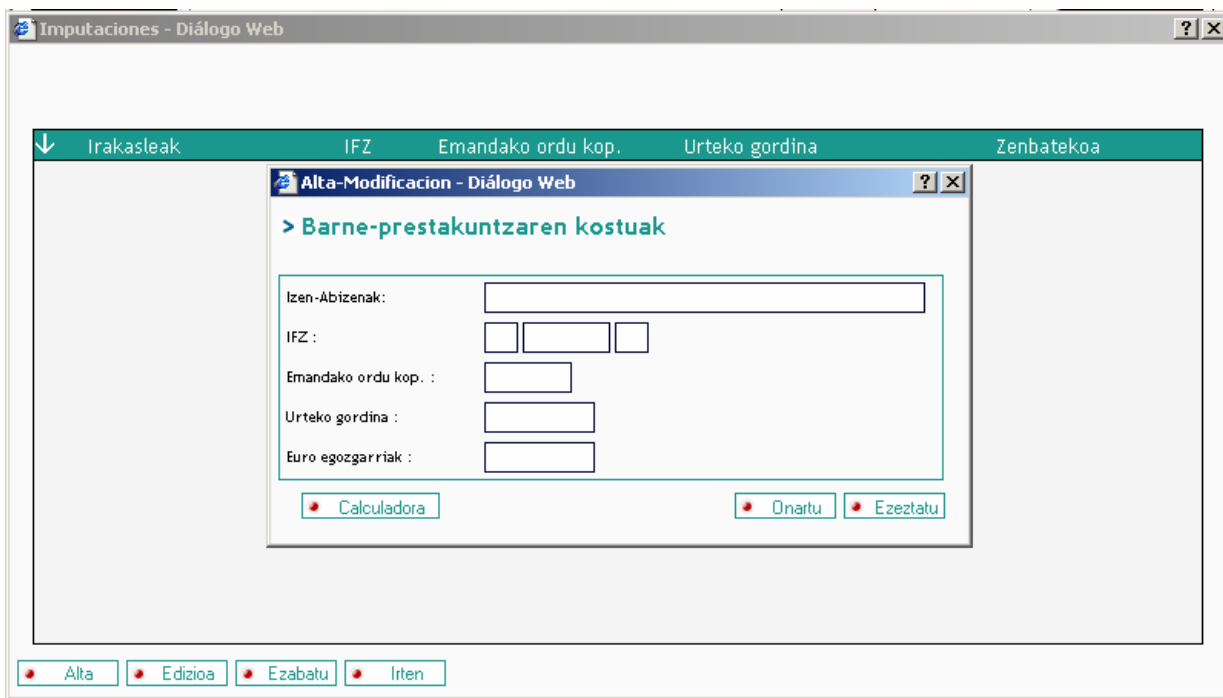 Imputaciones - Diálogo Web
Irakasleak IFZ Emandako ordu kop. Urteko gordina Zenbatekoa
Alta-Modificacion - Diálogo Web
> Barne-prestakuntzaren kostuak
Izen-Abizenak:
IFZ :
Emandako ordu kop. :
Urteko gordina :
Euro egozgarriak :
Calculadora Onartu Ezeztatu
Alta Edizioa Ezabatu Irten